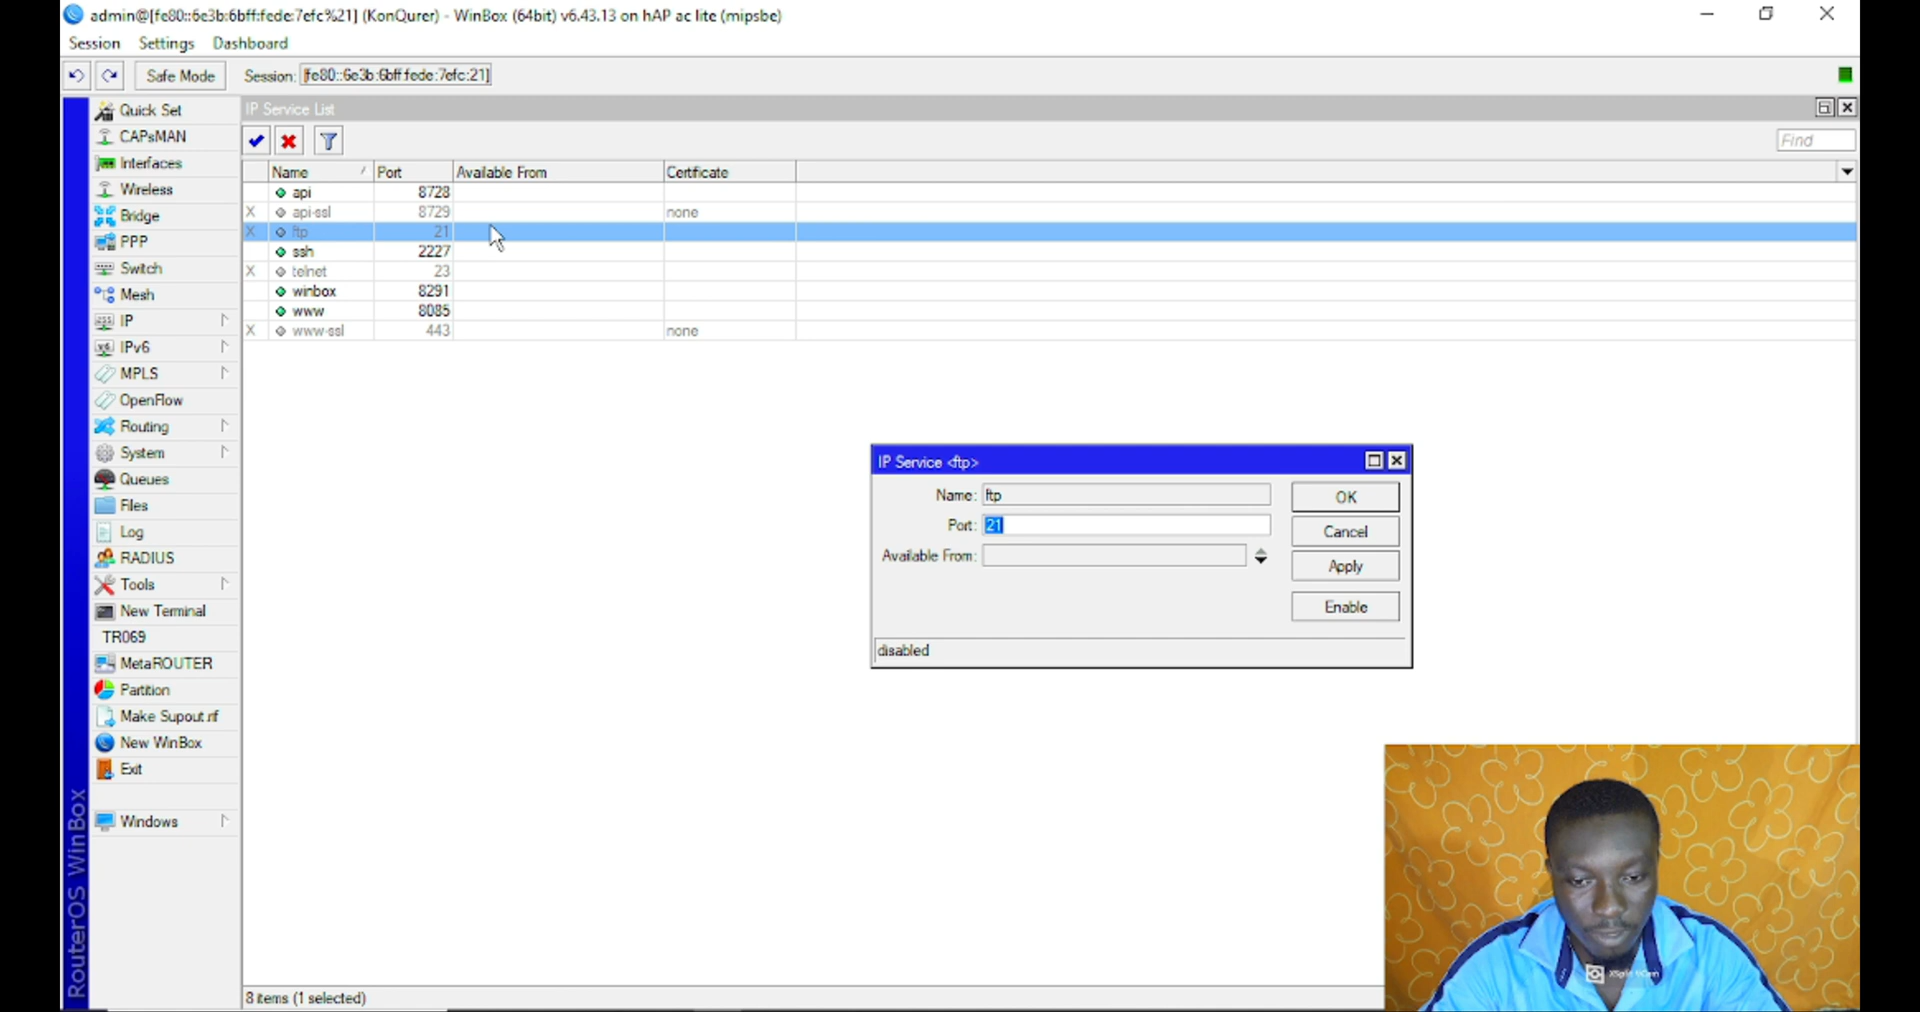 admin@[fe80::6e3b:6bff:fede:7efc%21] (KonQurer) - WinBox (64bit) v6.43.13 on hAP ac lite (mipsbe)
Session Settings Dashboard
Safe Mode Session: [fe80::6e3b:6bff:fede:7efc:21]
Quick Set
CAPsMAN
Interfaces
Wireless
Bridge
PPP
Switch
Mesh
IP
IPv6
MPLS
OpenFlow
Routing
System
Queues
Files
Log
RADIUS
Tools
New Terminal
TR069
MetaROUTER
Partition
Make Supout.rif
New WinBox
Exit
Windows
RouterOS WinBox
IP Service List
Find
Name Port Available From Certificate
api 8728
X api-ssl 8729 none
X ftp 21
ssh 2227
X telnet 23
winbox 8291
www 8085
X www-ssl 443 none
IP Service <ftp>
Name: ftp
Port: 21
Available From:
OK
Cancel
Apply
Enable
disabled
8 items (1 selected)